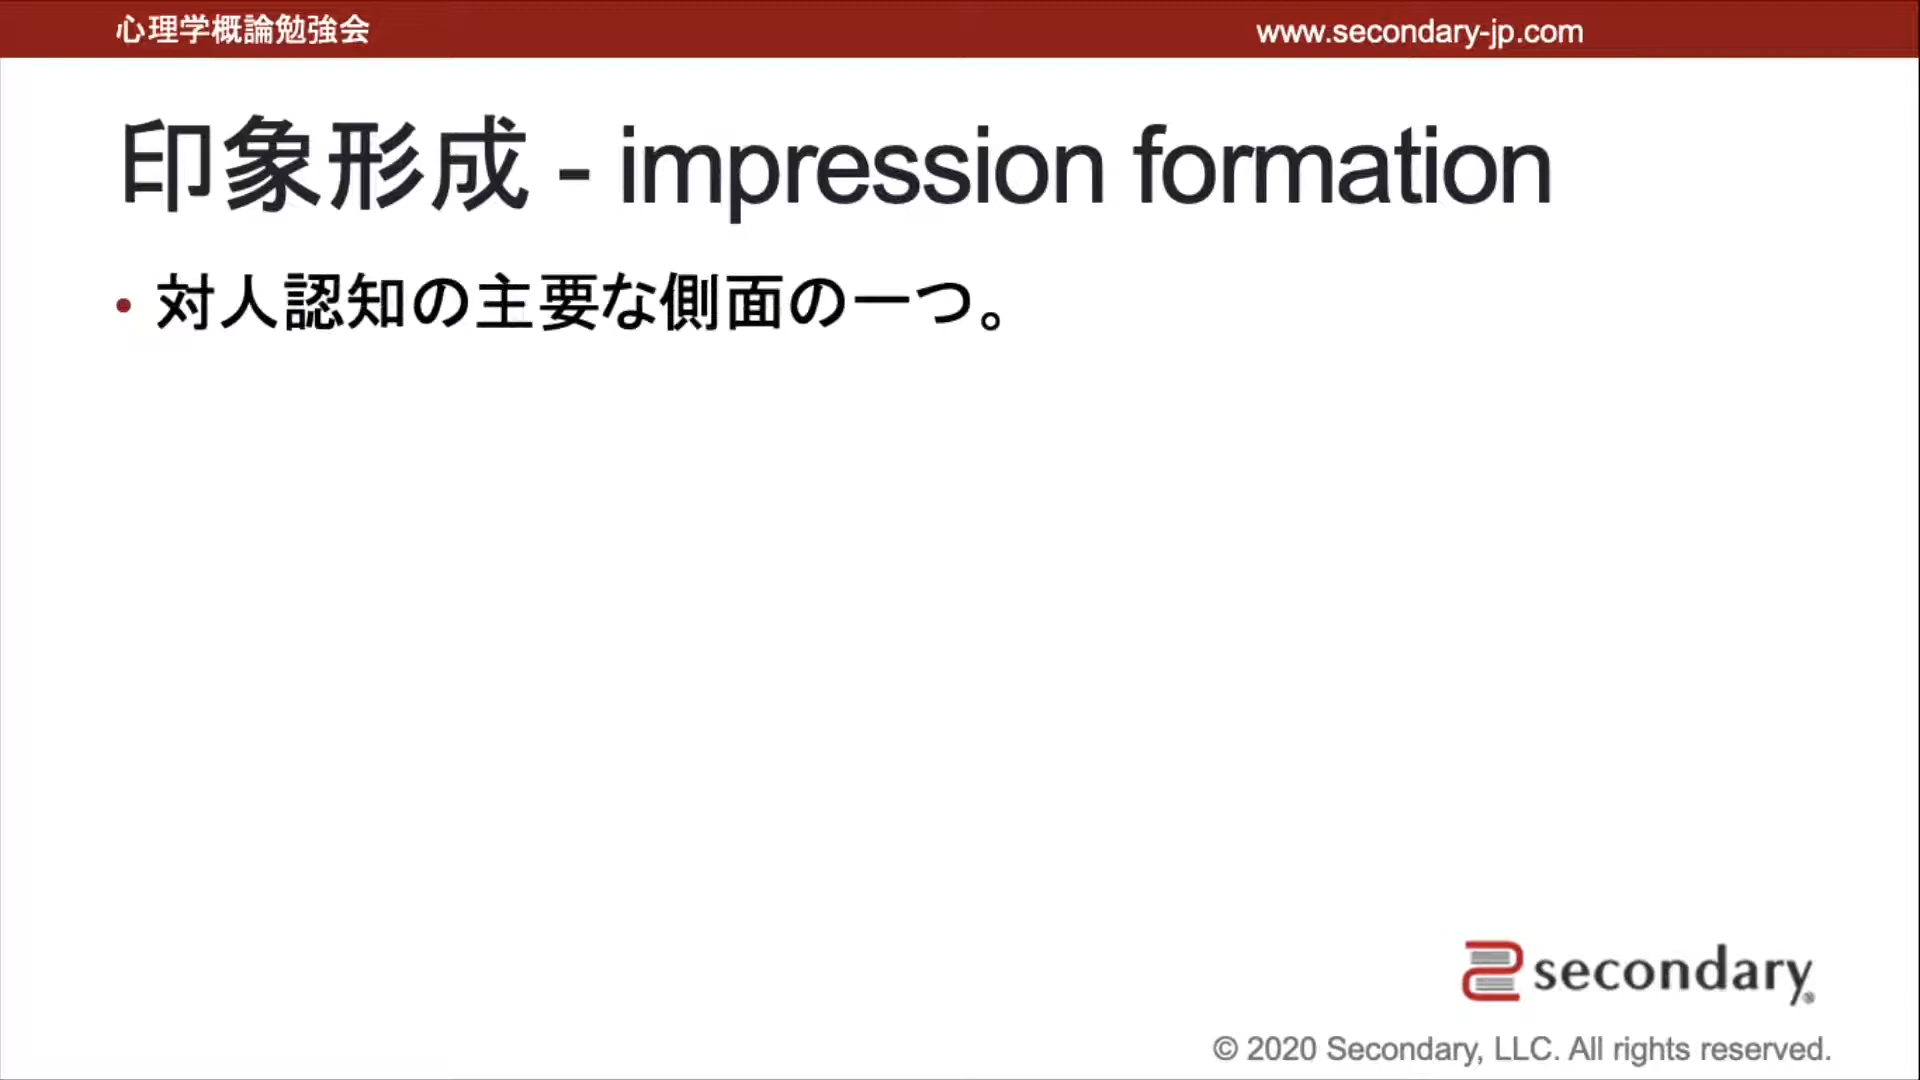 心理学概論勉強会
www.secondary-jp.com
印象形成 - impression formation
• 対人認知の主要な側面の一つ。
secondary®
© 2020 Secondary, LLC. All rights reserved.